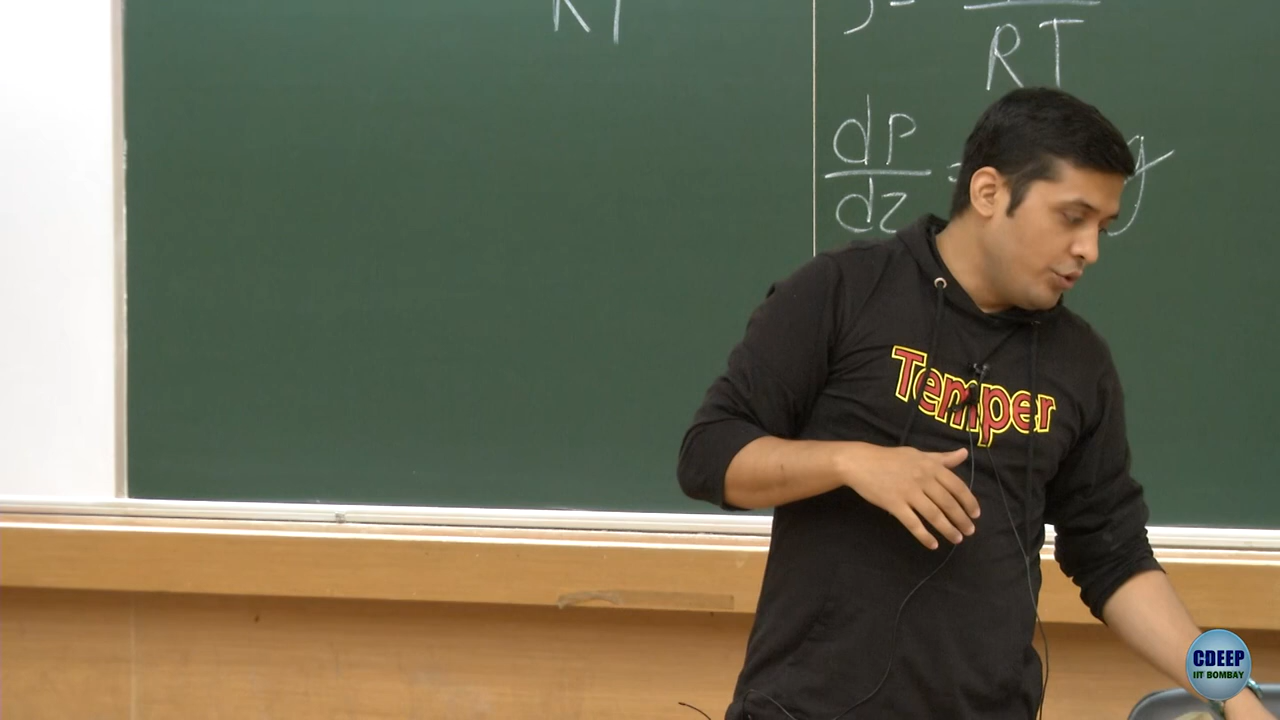 RT
ρ =
RT
dP
dz
g
Temper
CDEEP
IIT BOMBAY